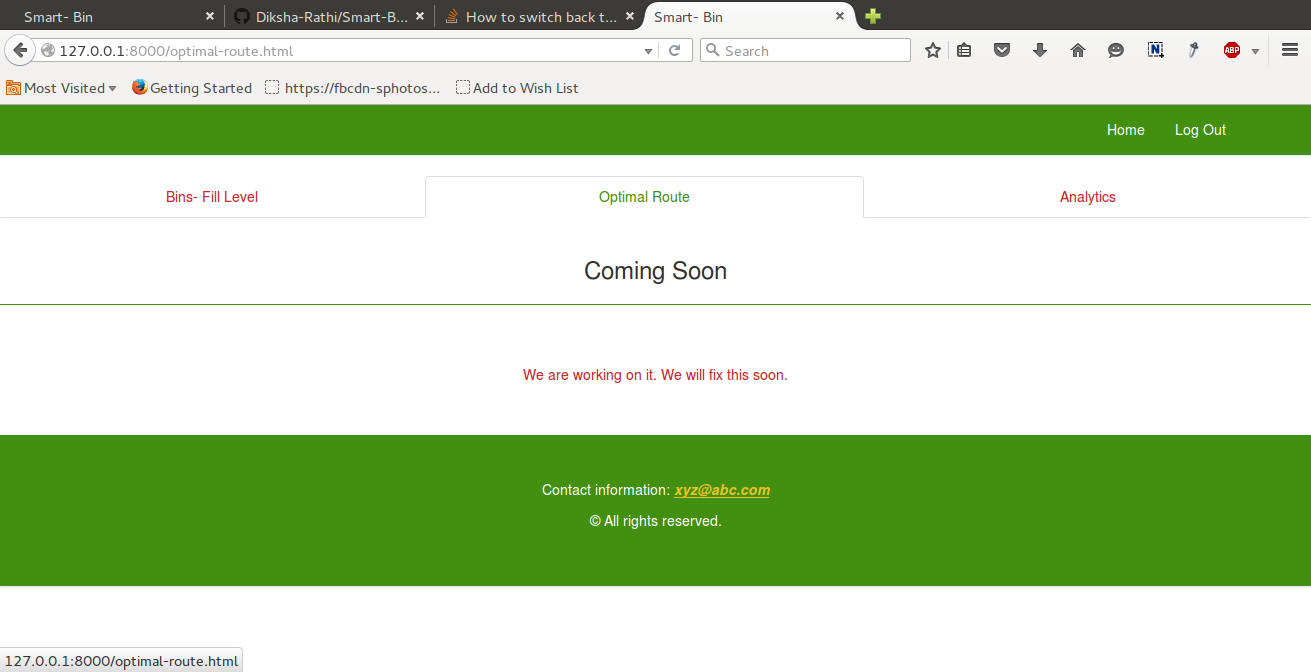 Smart- Bin
Diksha-Rathi/Smart-B...
How to switch back t...
Smart- Bin
127.0.0.1:8000/optimal-route.html
Search
ABP
Most Visited
Getting Started
https://fbcdn-sphotos...
Add to Wish List
Home
Log Out
Bins- Fill Level
Optimal Route
Analytics
Coming Soon
We are working on it. We will fix this soon.
Contact information: xyz@abc.com
© All rights reserved.
127.0.0.1:8000/optimal-route.html